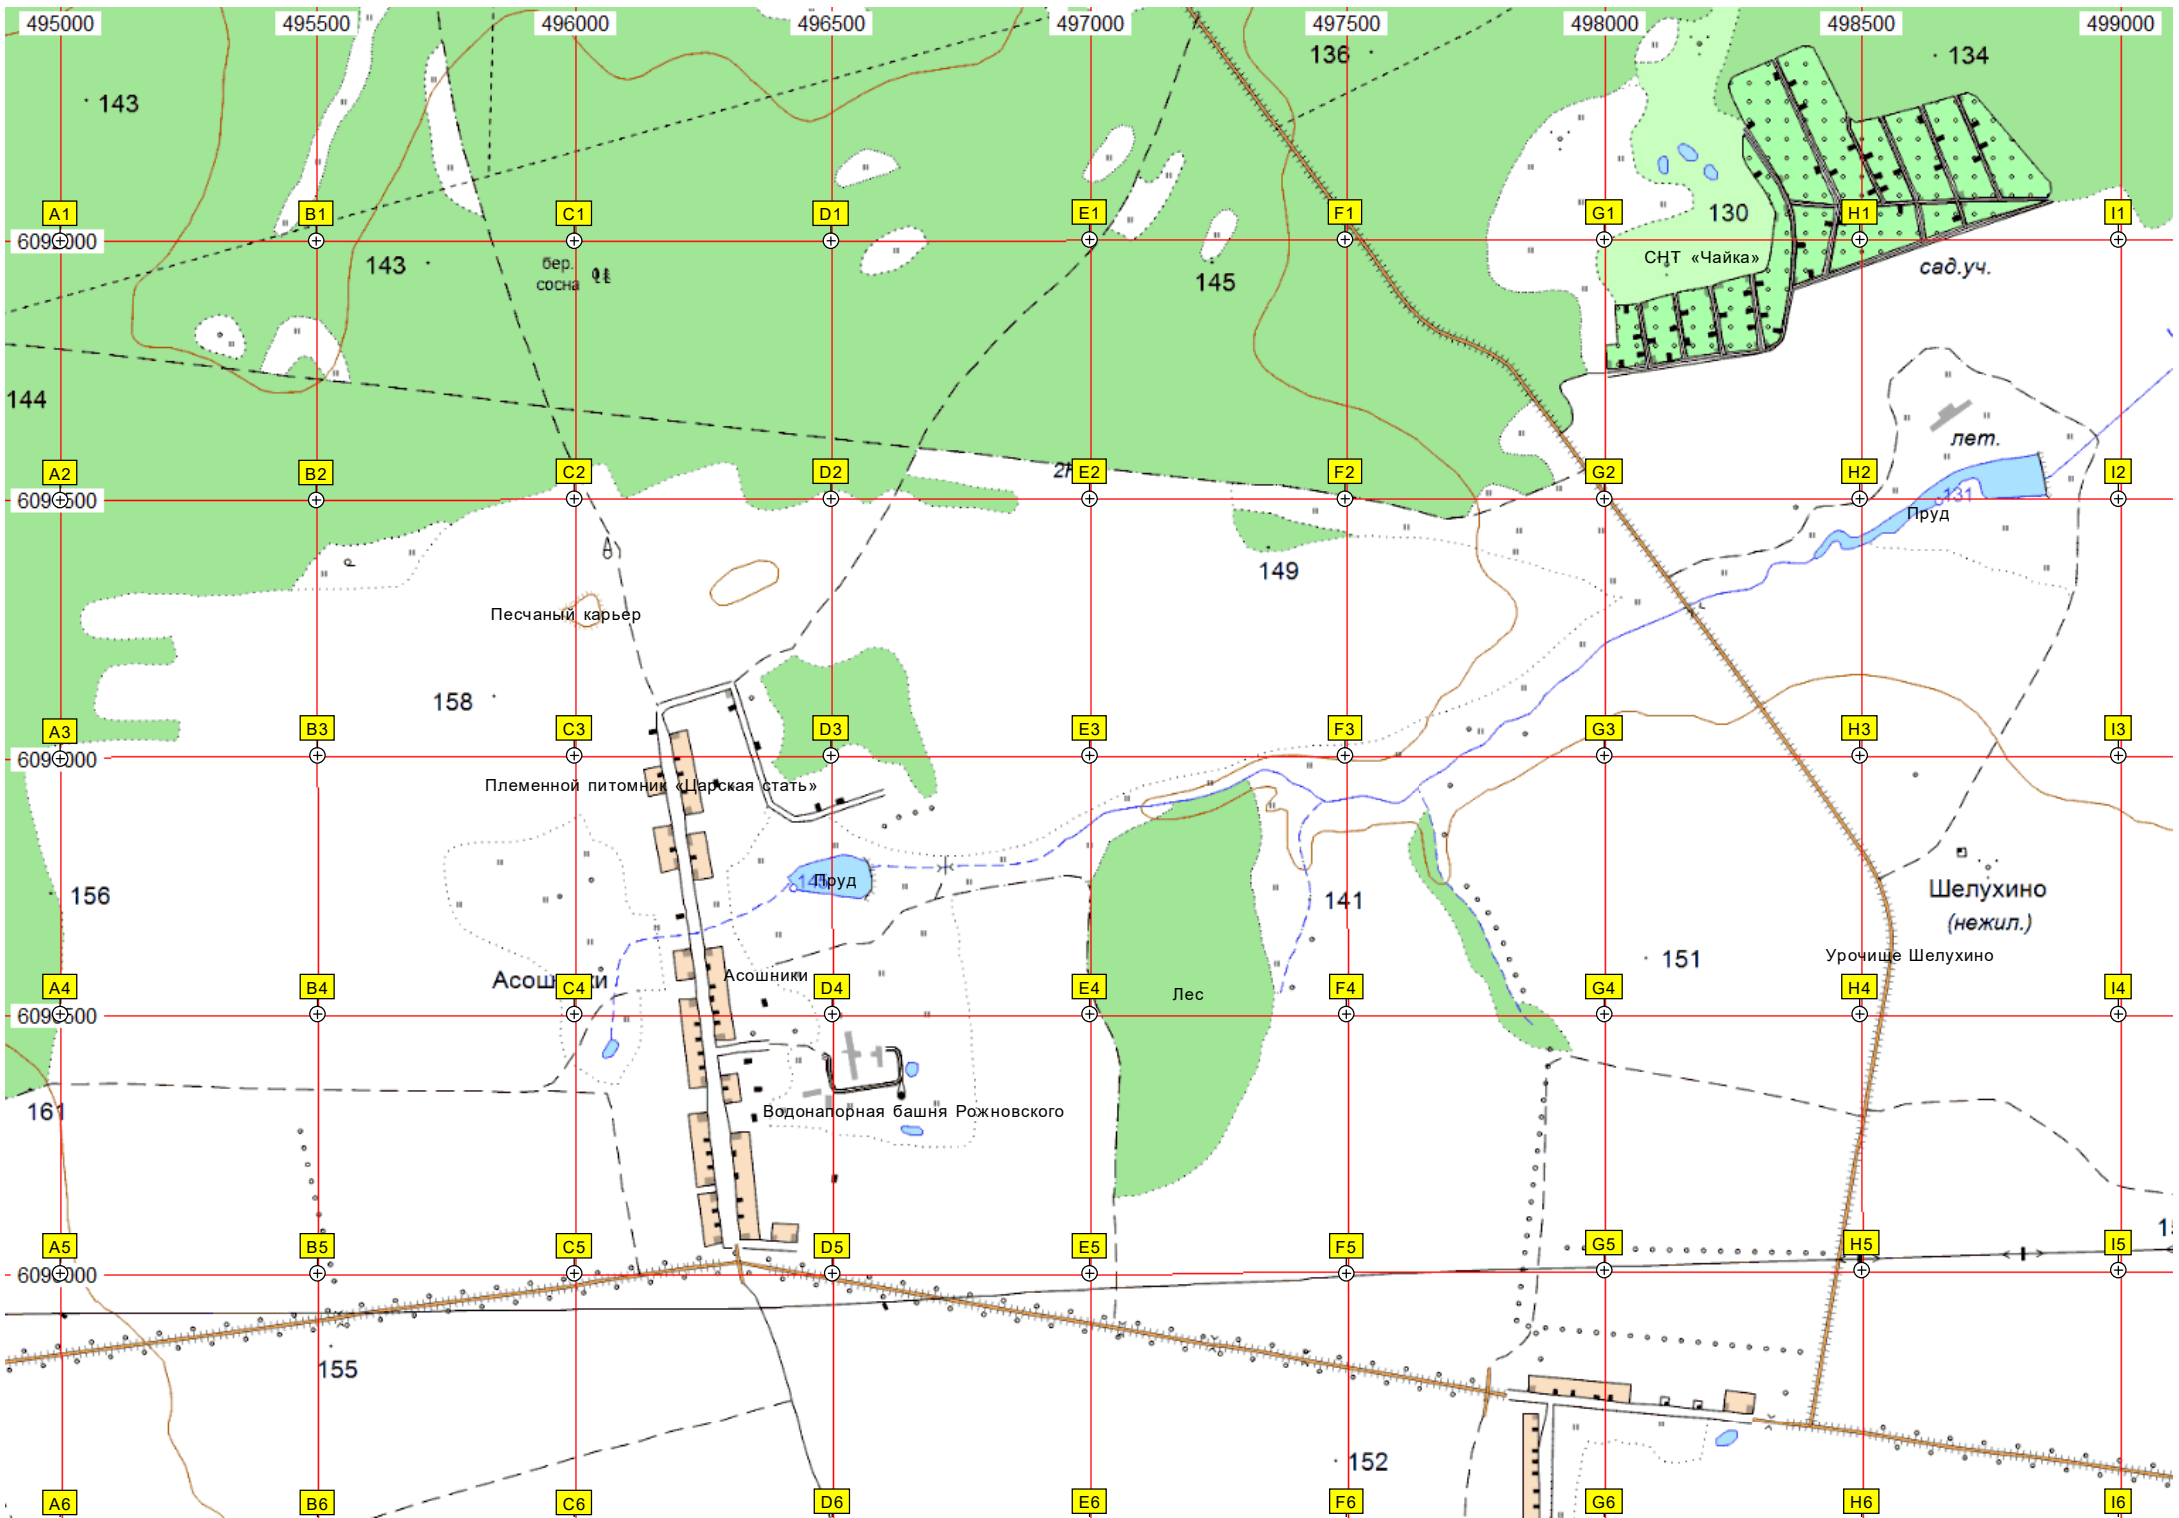 495000 495500 496000 496500 497000 497500 498000 498500 499000
136
134
143
A1 B1 C1 D1 E1 F1 G1 H1 I1
130
6092000
143
бер.
сосна
145
СНТ «Чайка»
сад.уч.
144
лет.
A2 B2 C2 D2 E2 F2 G2 H2 I2
131
Пруд
149
Песчаный карьер
158
A3 B3 C3 D3 E3 F3 G3 H3 I3
Племенной питомник «Царская стать»
Пруд
156
141
Шелухино
(нежил.)
151
Урочище Шелухино
Асошники
Асошники
Лес
A4 B4 C4 D4 E4 F4 G4 H4 I4
161
Водонапорная башня Рожновского
A5 B5 C5 D5 E5 F5 G5 H5 I5
155
152
A6 B6 C6 D6 E6 F6 G6 H6 I6